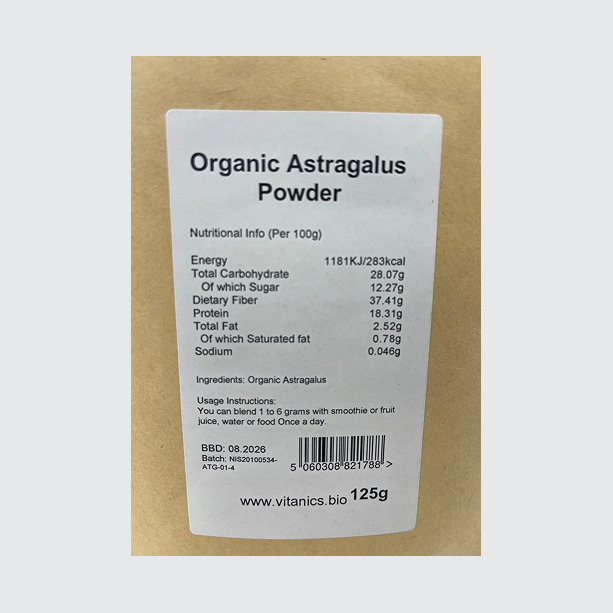 Organic Astragalus
Powder
Nutritional Info (Per 100g)
Energy 1181KJ/283kcal
Total Carbohydrate 28.07g
Of which Sugar 12.27g
Dietary Fiber 37.41g
Protein 18.31g
Total Fat 2.52g
Of which Saturated fat 0.78g
Sodium 0.046g
Ingredients: Organic Astragalus
Usage Instructions:
You can blend 1 to 6 grams with smoothie or fruit
juice, water or food Once a day.
BBD: 08.2026
Batch: NIS20100534-
ATG-01-4
5 060308 821788 >
www.vitanics.bio 125g